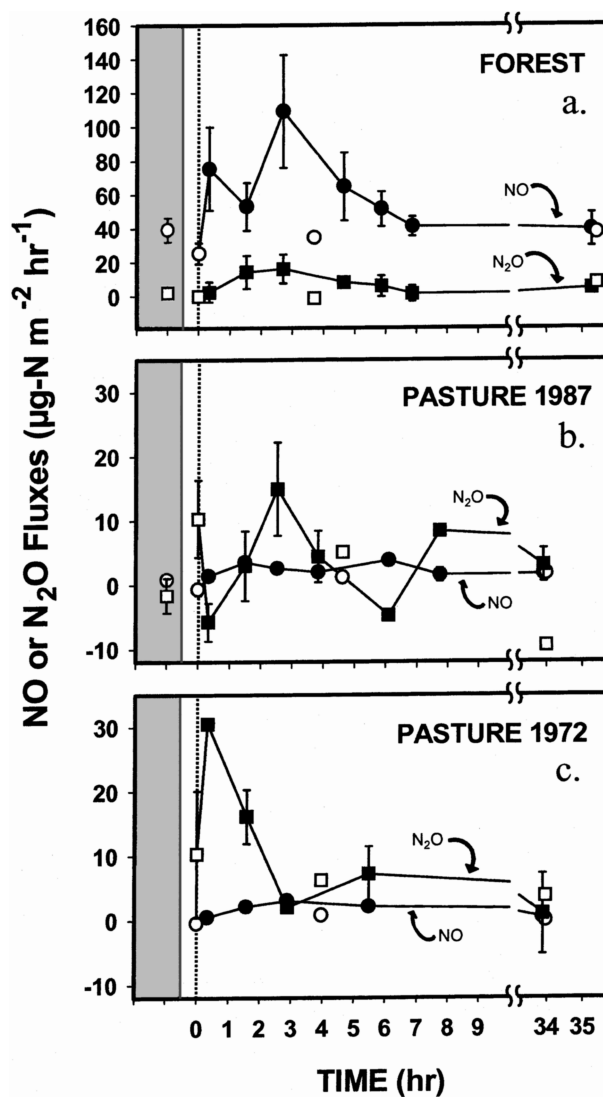 NO or N2O Fluxes (µg-N m-2 hr-1)
160
140
120
100
80
60
40
20
0
FOREST
a.
NO
N2O
30
20
10
0
-10
PASTURE 1987
b.
N2O
NO
30
20
10
0
-10
PASTURE 1972
c.
N2O
NO
0 1 2 3 4 5 6 7 8 9 34 35
TIME (hr)